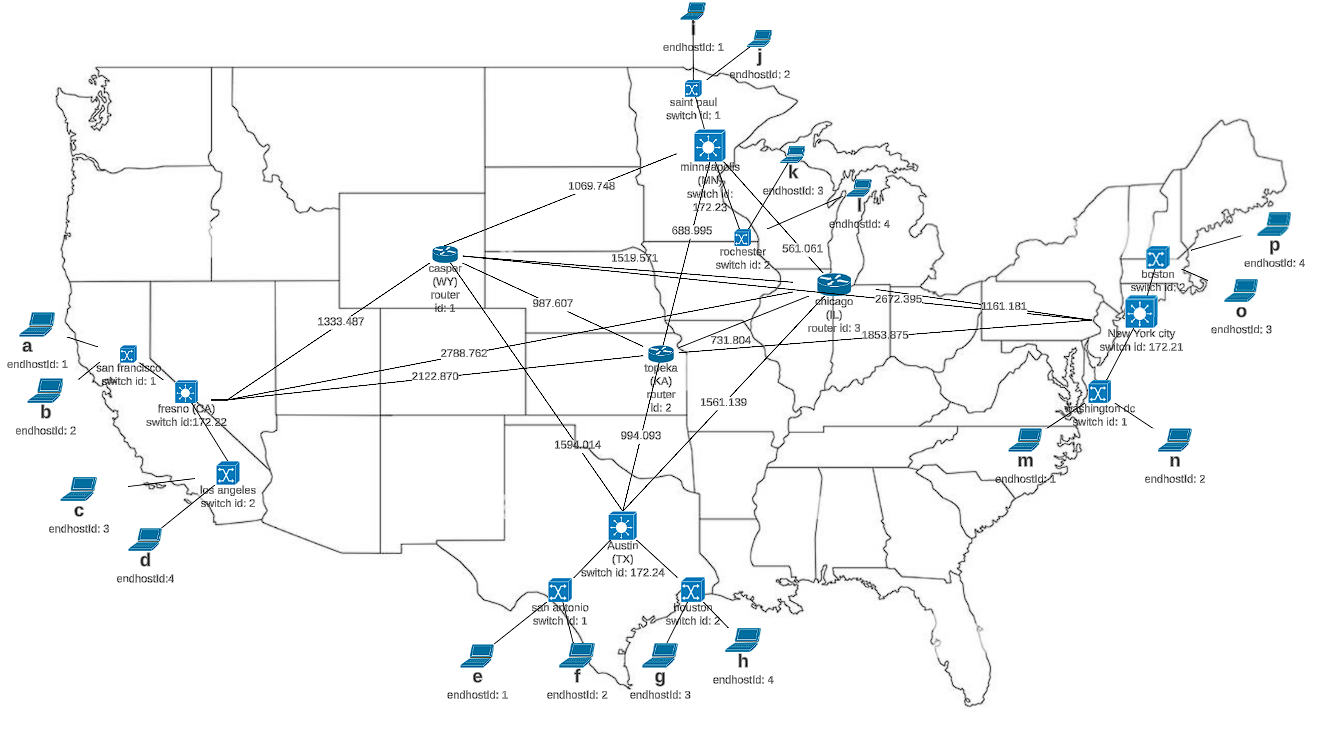 i
endhostId: 1
j
endhostId: 2
saint paul
switch id: 1
minneapolis
(MN)
switch id:
172.23
k
endhostId: 3
l
endhostId: 4
rochester
switch id: 2
1069.748
688.995
561.061
1519.571
casper
(WY)
router
id: 1
987.607
1333.487
2788.762
2122.870
731.804
1561.139
994.093
1594.014
chicago
(IL)
router id: 3
2672.395
1161.181
1853.875
topeka
(KA)
router
id: 2
p
endhostId: 4
boston
switch id: 2
o
endhostId: 3
New York city
switch id: 172.21
washington dc
switch id: 1
m
endhostId: 1
n
endhostId: 2
a
endhostId: 1
san francisco
switch id: 1
b
endhostId: 2
fresno (CA)
switch id:172.22
los angeles
switch id: 2
c
endhostId: 3
d
endhostId:4
Austin
(TX)
switch id: 172.24
san antonio
switch id: 1
houston
switch id: 2
e
endhostId: 1
f
endhostId: 2
g
endhostId: 3
h
endhostId: 4